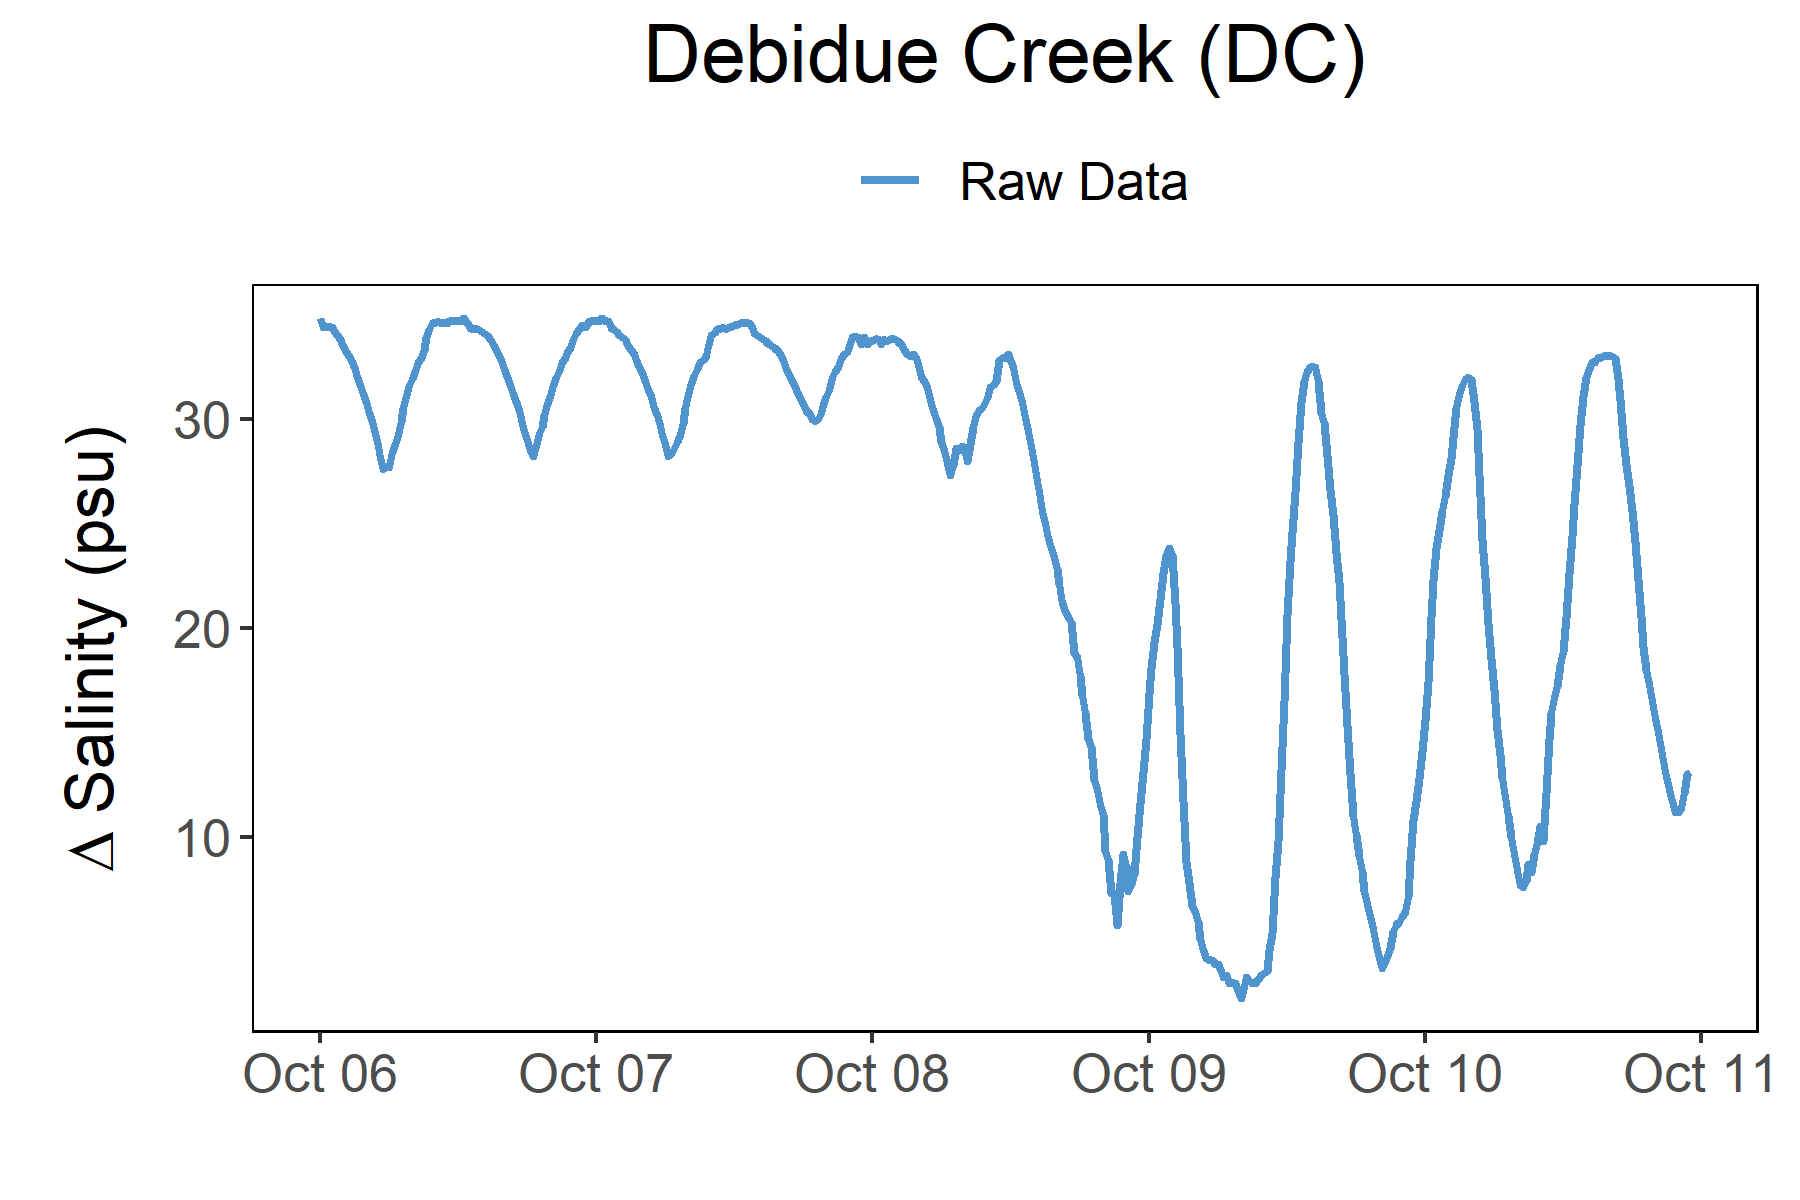 Debidue Creek (DC)
Raw Data
Δ Salinity (psu)
30
20
10
Oct 06
Oct 07
Oct 08
Oct 09
Oct 10
Oct 11